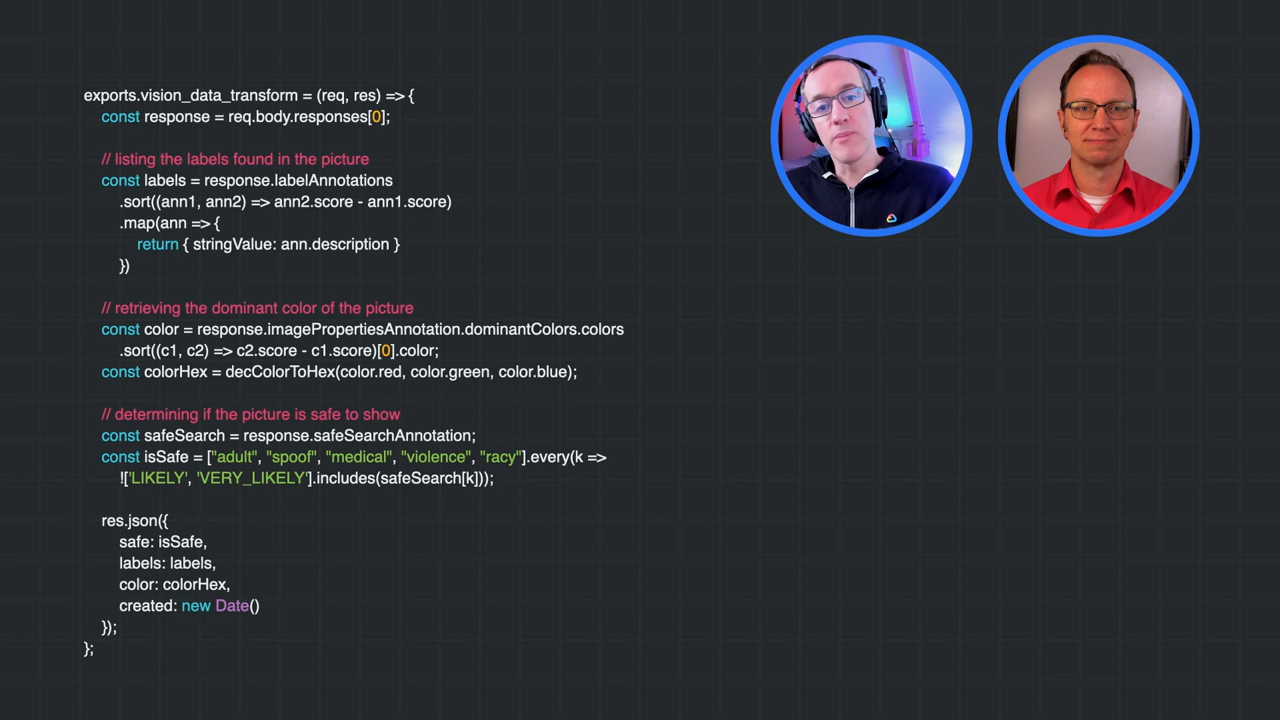 exports.vision_data_transform = (req, res) => {
const response = req.body.responses[0];
// listing the labels found in the picture
const labels = response.labelAnnotations
.sort((ann1, ann2) => ann2.score - ann1.score)
.map(ann => {
return { stringValue: ann.description }
})
// retrieving the dominant color of the picture
const color = response.imagePropertiesAnnotation.dominantColors.colors
.sort((c1, c2) => c2.score - c1.score)[0].color;
const colorHex = decColorToHex(color.red, color.green, color.blue);
// determining if the picture is safe to show
const safeSearch = response.safeSearchAnnotation;
const isSafe = ["adult", "spoof", "medical", "violence", "racy"].every(k =>
!['LIKELY', 'VERY_LIKELY'].includes(safeSearch[k]));
res.json({
safe: isSafe,
labels: labels,
color: colorHex,
created: new Date()
});
};